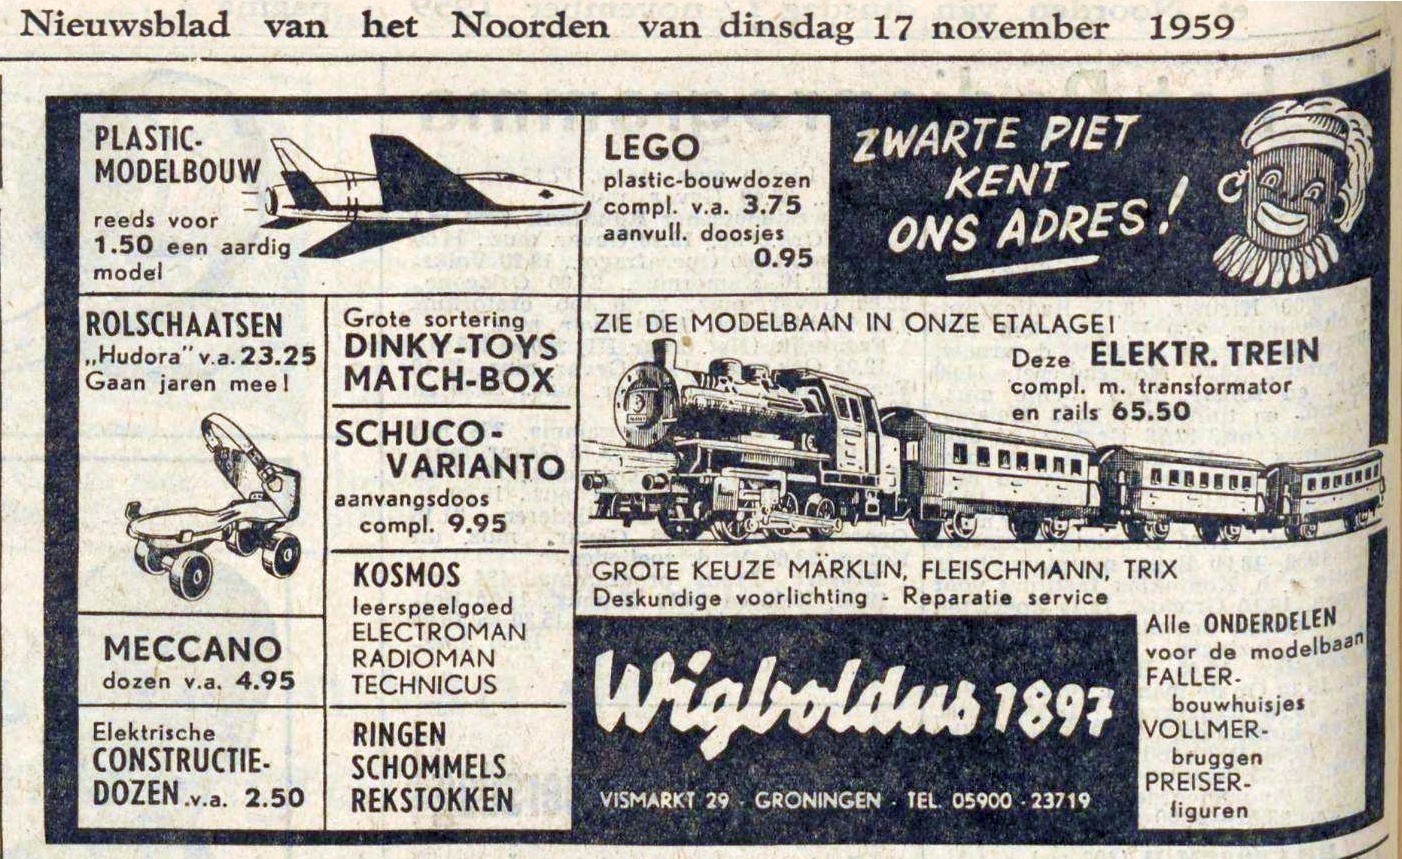 Nieuwsblad van het Noorden van dinsdag 17 november 1959
PLASTIC-
MODELBOUW
reeds voor
1.50 een aardig
model
LEGO
plastic-bouwdozen
compl. v.a. 3.75
aanvull. doosjes
0.95
ZWARTE PIET
KENT
ONS ADRES!
ROLSCHAATSEN
„Hudora” v.a. 23.25
Gaan jaren mee!
Grote sortering
DINKY-TOYS
MATCH-BOX
SCHUCO-
VARIANTO
aanvangsdoos
compl. 9.95
ZIE DE MODELBAAN IN ONZE ETALAGE!
Deze ELEKTR. TREIN
compl. m. transformator
en rails 65.50
GROTE KEUZE MARKLIN, FLEISCHMANN, TRIX
Deskundige voorlichting - Reparatie service
MECCANO
dozen v.a. 4.95
Elektrische
CONSTRUCTIE-
DOZEN .v.a. 2.50
KOSMOS
leerspeelgoed
ELECTROMAN
RADIOMAN
TECHNICUS
RINGEN
SCHOMMELS
REKSTOKKEN
Wigboldus 1897
VISMARKT 29 - GRONINGEN - TEL. 05900 - 23719
Alle ONDERDELEN
voor de modelbaan
FALLER-
bouwhuisjes
VOLLMER-
bruggen
PREISER-
figuren